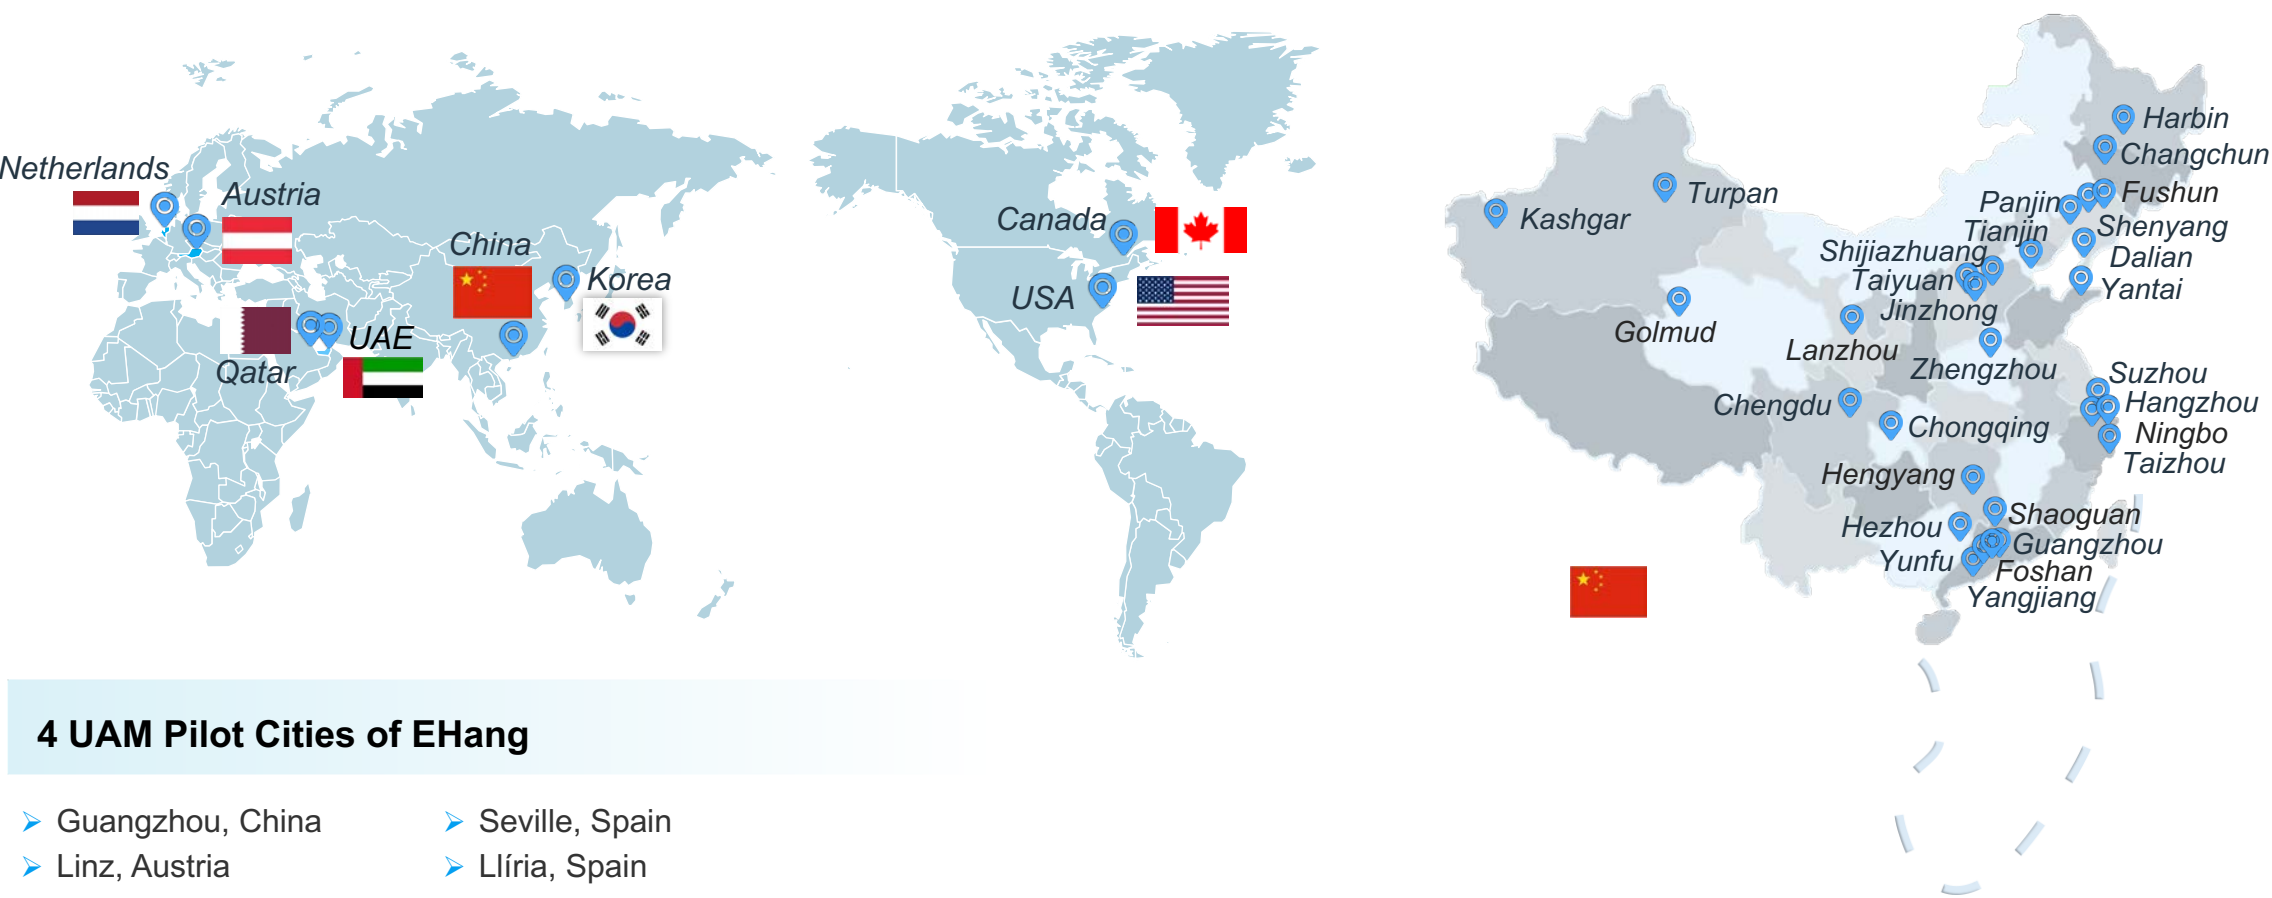 Netherlands
Austria
China
Korea
Qatar
UAE
Canada
USA
Harbin
Changchun
Fushun
Panjin
Shenyang
Tianjin
Dalian
Yantai
Turpan
Kashgar
Shijiazhuang
Taiyuan
Jinzhong
Golmud
Lanzhou
Zhengzhou
Suzhou
Hangzhou
Ningbo
Taizhou
Chengdu
Chongqing
Hengyang
Shaoguan
Hezhou
Guangzhou
Yunfu
Foshan
Yangjiang
4 UAM Pilot Cities of EHang
Guangzhou, China
Linz, Austria
Seville, Spain
Llíria, Spain